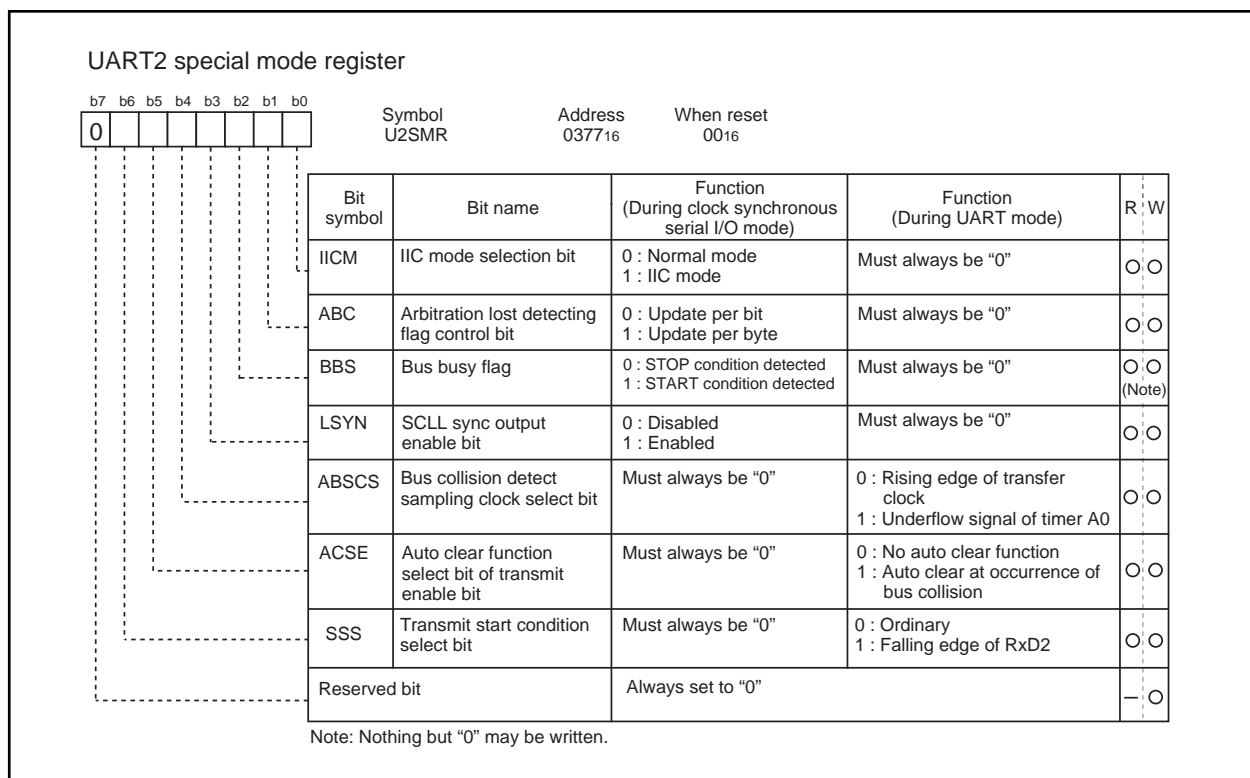 UART2 special mode register
b7 b6 b5 b4 b3 b2 b1 b0
0
Symbol Address When reset
U2SMR 037716 0016
Bit symbol
Bit name
Function
(During clock synchronous
serial I/O mode)
Function
(During UART mode)
R W
IICM
IIC mode selection bit
0 : Normal mode
1 : IIC mode
Must always be “0”
ABC
Arbitration lost detecting
flag control bit
0 : Update per bit
1 : Update per byte
Must always be “0”
BBS
Bus busy flag
0 : STOP condition detected
1 : START condition detected
Must always be “0”
(Note)
LSYN
SCLL sync output
enable bit
0 : Disabled
1 : Enabled
Must always be “0”
ABSCS
Bus collision detect
sampling clock select bit
Must always be “0”
0 : Rising edge of transfer
clock
1 : Underflow signal of timer A0
ACSE
Auto clear function
select bit of transmit
enable bit
Must always be “0”
0 : No auto clear function
1 : Auto clear at occurrence of
bus collision
SSS
Transmit start condition
select bit
Must always be “0”
0 : Ordinary
1 : Falling edge of RxD2
Reserved bit
Always set to “0”
–
Note: Nothing but “0” may be written.